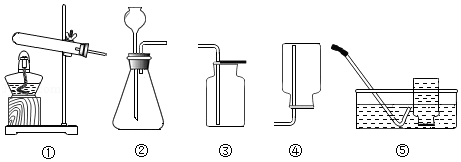 ① ② ③ ④ ⑤